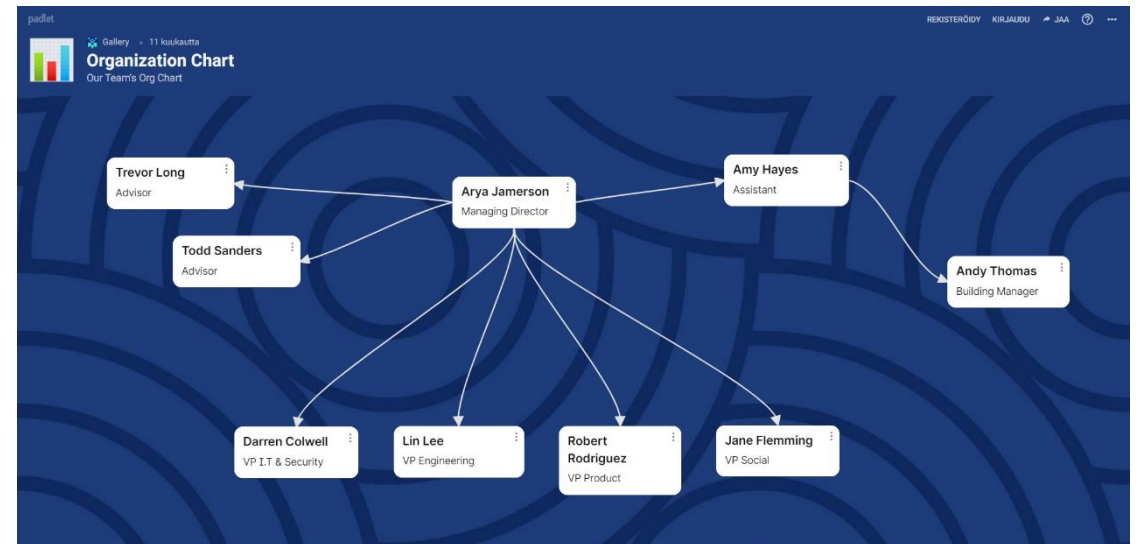 padlet
REKISTERÖIDY KIRJAUDU JAA
Gallery • 11 kuukautta
Organization Chart
Our Team's Org Chart
Trevor Long
Advisor
Arya Jamerson
Managing Director
Amy Hayes
Assistant
Todd Sanders
Advisor
Andy Thomas
Building Manager
Darren Colwell
VP I.T & Security
Lin Lee
VP Engineering
Robert
Rodriguez
VP Product
Jane Flemming
VP Social